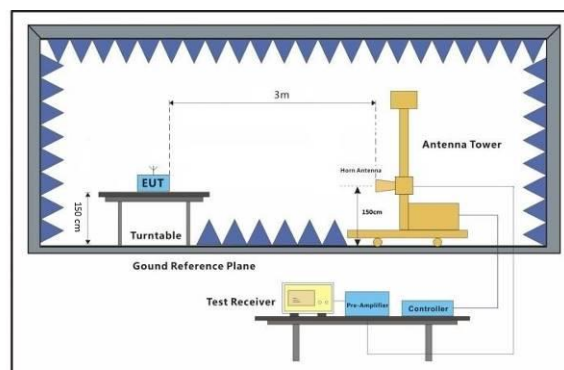 3m
Antenna Tower
Horn Antenna
EUT
150 cm
150cm
Turntable
Gound Reference Plane
Test Receiver
Pre-Amplifier
Controller